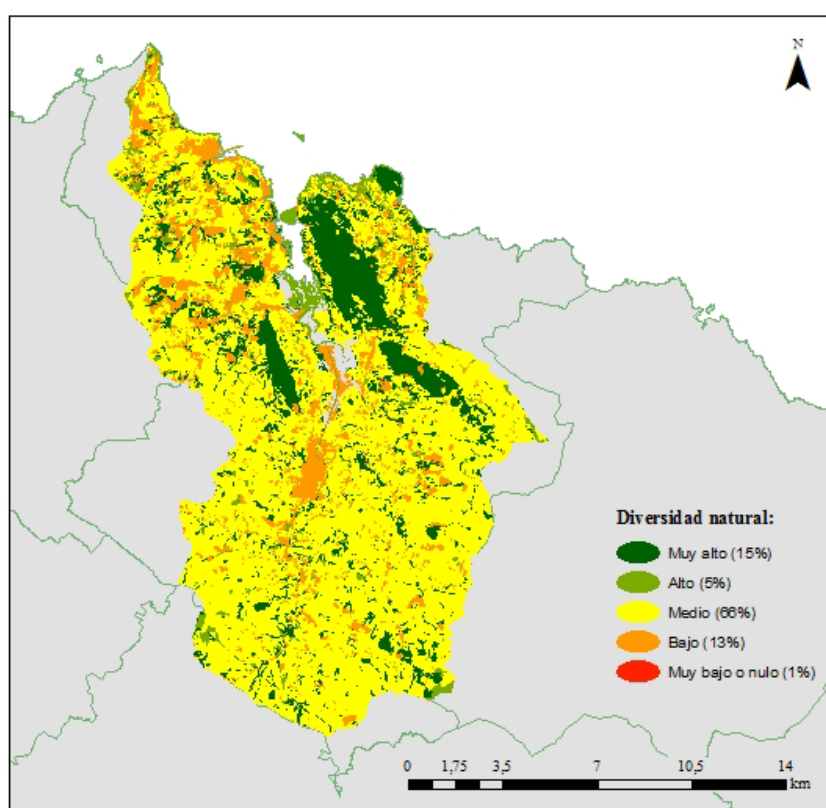 N
Diversidad natural:
Muy alto (15%)
Alto (5%)
Medio (66%)
Bajo (13%)
Muy bajo o nulo (1%)
0 1,75 3,5 7 10,5 14
km